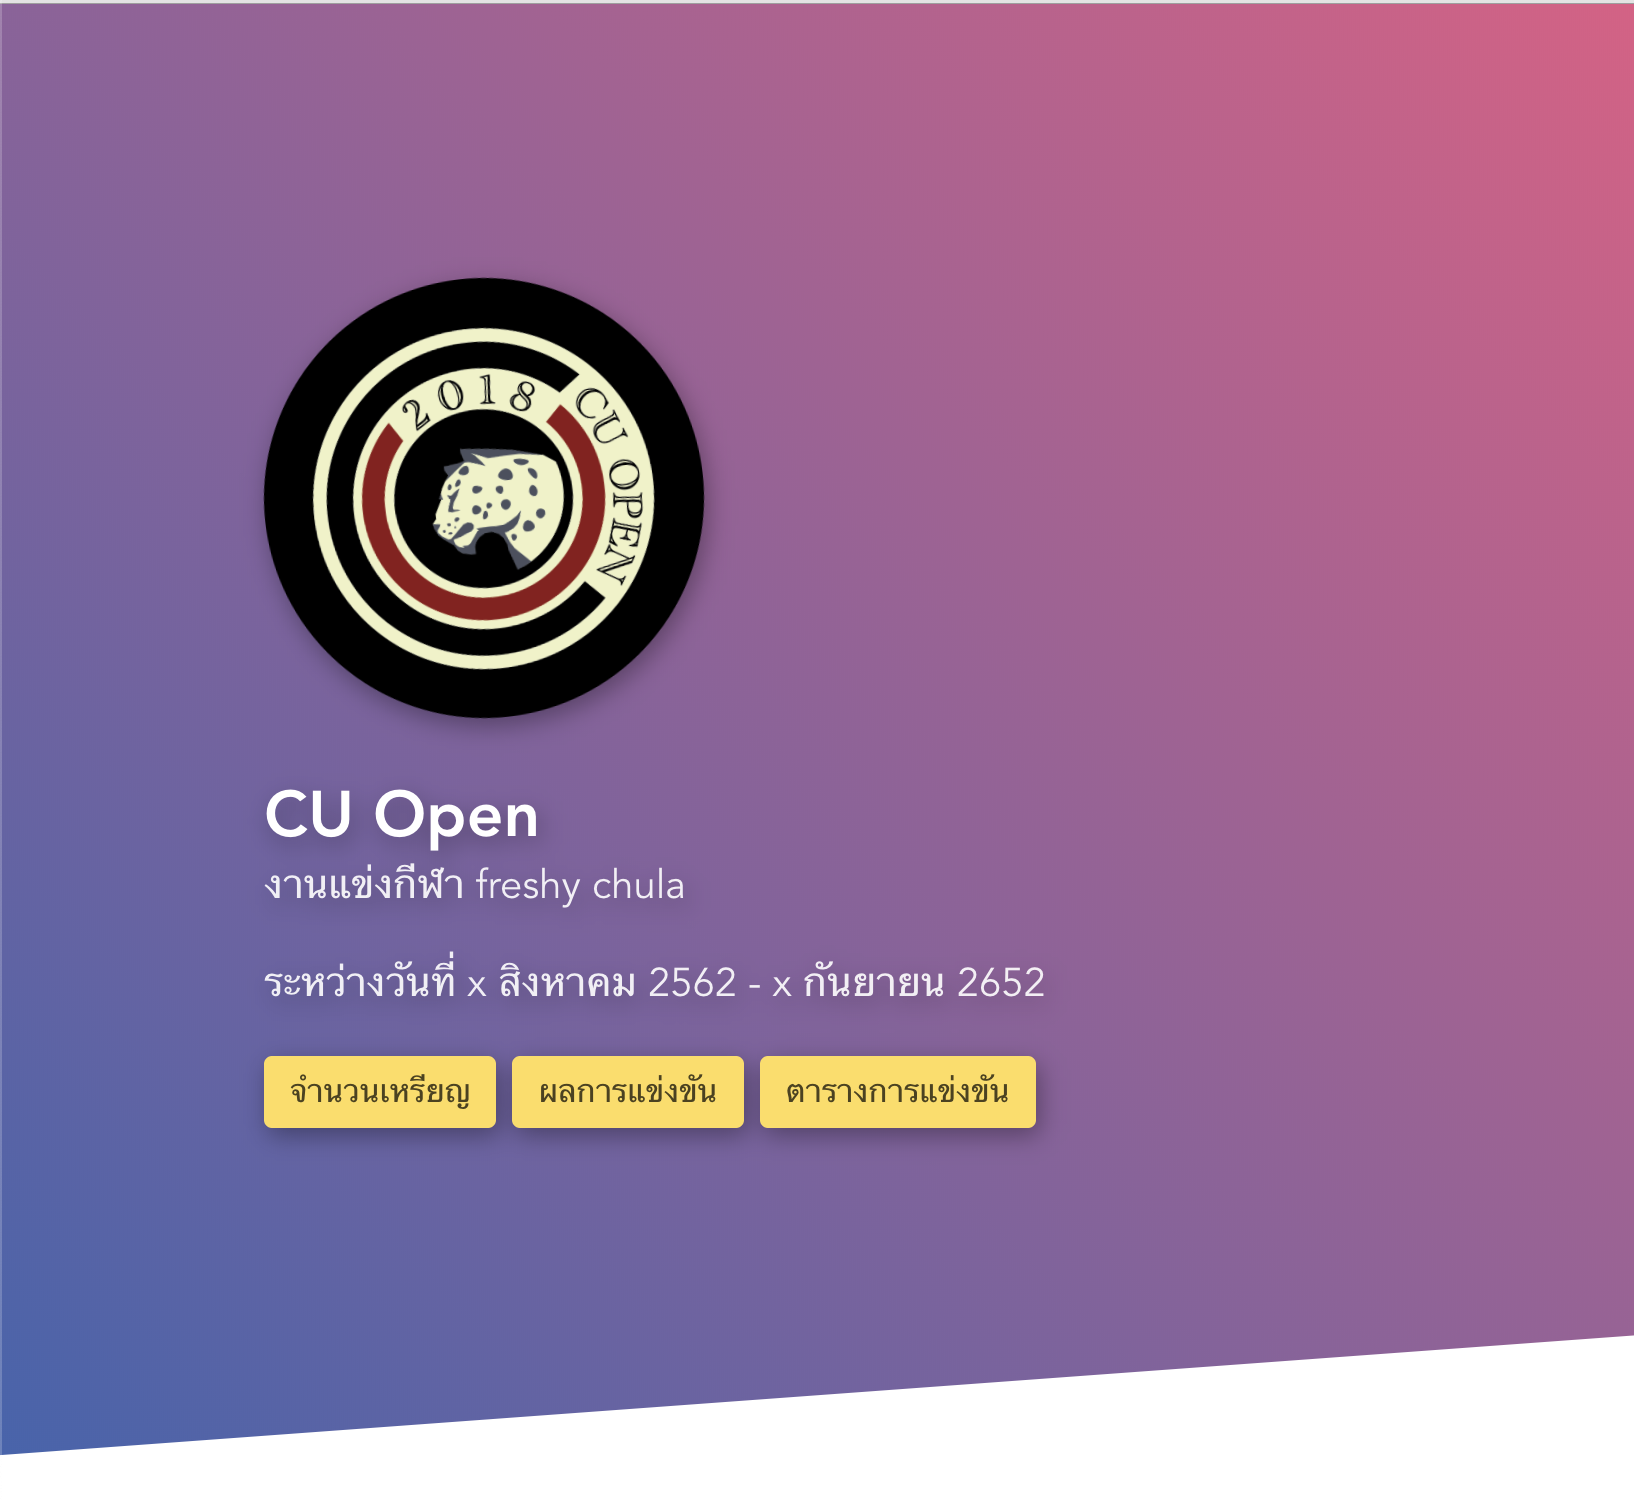 2018
CU OPEN
CU Open
งานแข่งกีฬา freshy chula
ระหว่างวันที่ x สิงหาคม 2562 - x กันยายน 2652
จำนวนเหรียญ
ผลการแข่งขัน
ตารางการแข่งขัน